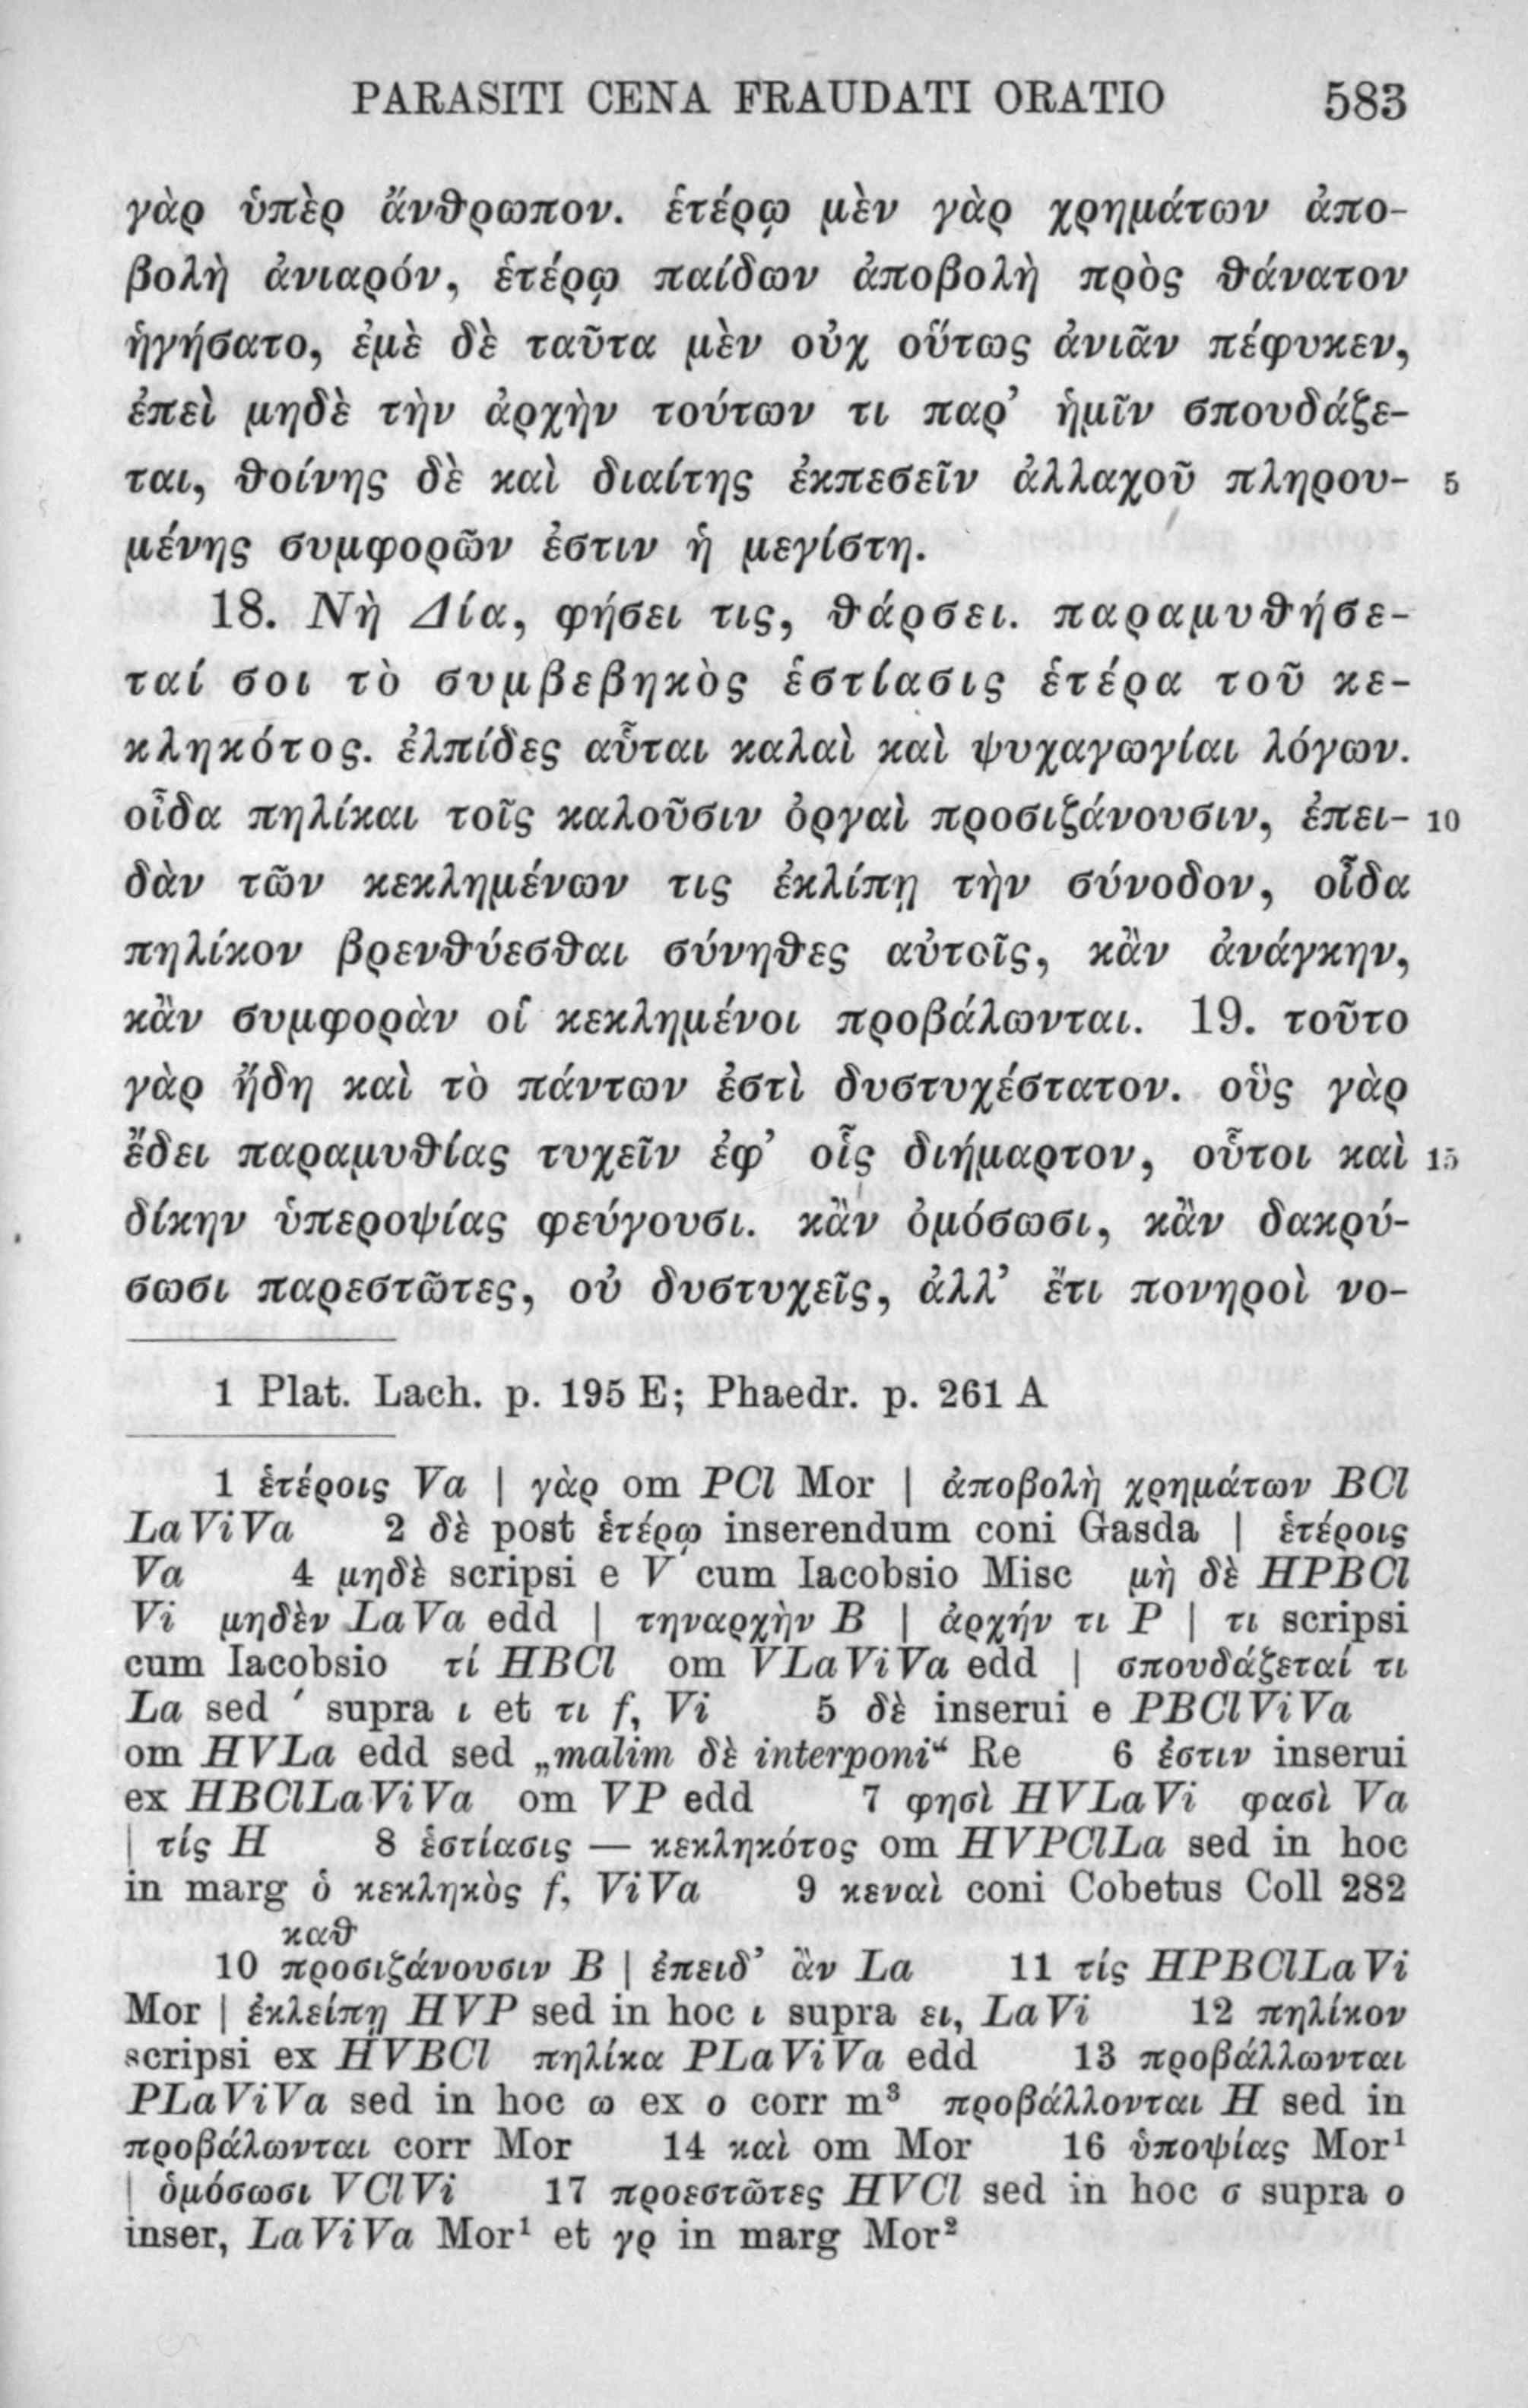 PARASITI CENA FRAUDATI ORATIO 583
γὰρ ὑπὲρ ἄνθρωπον. ἑτέρῳ μὲν γὰρ χρημάτων ἀπο-
βολὴ ἀνιαρόν, ἑτέρῳ παίδων ἀποβολὴ πρὸς θάνατον
ἡγήσατο, ἐμὲ δὲ ταῦτα μὲν οὐχ οὕτως ἀνιᾶν πέφυκεν,
ἐπεὶ μηδὲ τὴν ἀρχὴν τούτων τι παρ’ ἡμῖν σπουδάζε-
ται, θοίνης δὲ καὶ διαίτης ἐκπεσεῖν ἀλλαχοῦ πληρου- 5
μένης συμφορῶν ἐστιν ἡ μεγίστη.
18. Νὴ Δία, φήσει τις, θάρσει. παραμυθήσε-
ταί σοι τὸ συμβεβηκὸς ἑστίασις ἑτέρα τοῦ κε-
κληκότος. ἐλπίδες αὗται καλαὶ καὶ ψυχαγωγίαι λόγων.
οἶδα πηλίκαι τοῖς καλοῦσιν ὀργαὶ προσιζάνουσιν, ἐπει- 10
δὰν τῶν κεκλημένων τις ἐκλίπῃ τὴν σύνοδον, οἶδα
πηλίκον βρενθύεσθαι σύνηθες αὐτοῖς, κἂν ἀνάγκην,
κἂν συμφορὰν οἱ κεκλημένοι προβάλωνται. 19. τοῦτο
γὰρ ἤδη καὶ τὸ πάντων ἐστὶ δυστυχέστατον. οὓς γὰρ
ἔδει παραμυθίας τυχεῖν ἐφ’ οἷς διήμαρτον, οὗτοι καὶ 15
δίκην ὑπεροψίας φεύγουσι. κἂν ὀμόσωσι, κἂν δακρύ-
σωσι παρεστῶτες, οὐ δυστυχεῖς, ἀλλ’ ἔτι πονηροὶ νο-
1 Plat. Lach. p. 195 E; Phaedr. p. 261 A
1 ἑτέροις Va | γὰρ om PCl Mor | ἀποβολὴ χρημάτων BCl
LaViVa 2 δὲ post ἑτέρῳ inserendum coni Gasda | ἑτέροις
Va 4 μηδὲ scripsi e V cum Iacobsio Misc μὴ δὲ HPBCl
Vi μηδὲν LaVa edd | τηναρχὴν B | ἀρχήν τι P | τι scripsi
cum Iacobsio τί HBCl om VLaViVa edd | σπουδάζεταί τι
La sed ´ supra ι et τι f, Vi 5 δὲ inserui e PBClViVa
om HVLa edd sed „malim δὲ interponi“ Re 6 ἐστιν inserui
ex HBClLaViVa om VP edd 7 φησὶ HVLaVi φασὶ Va
| τίς H 8 ἑστίασις — κεκληκότος om HVPClLa sed in hoc
in marg ὁ κεκληκὸς f, ViVa 9 κεναὶ coni Cobetus Coll 282
καθ
10 προσιζάνουσιν B | ἐπειδ’ ἂν La 11 τίς HPBClLaVi
Mor | ἐκλείπῃ HVP sed in hoc ι supra ει, LaVi 12 πηλίκον
scripsi ex HVBCl πηλίκα PLaViVa edd 13 προβάλλωνται
PLaViVa sed in hoc ω ex ο corr m³ προβάλλονται H sed in
προβάλωνται corr Mor 14 καὶ om Mor 16 ὑποψίας Mor¹
| ὁμόσωσι VClVi 17 προεστῶτες HVCl sed in hoc σ supra ο
inser, LaViVa Mor¹ et γρ in marg Mor²